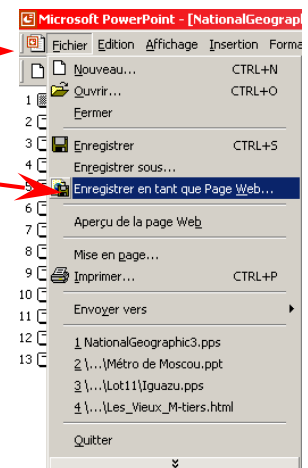 Microsoft PowerPoint - [NationalGeograph
Fichier Edition Affichage Insertion Forma
Nouveau... CTRL+N
1
Ouvrir... CTRL+O
2
Fermer
3 Enregistrer CTRL+S
4 Enregistrer sous...
Enregistrer en tant que Page Web...
6
Aperçu de la page Web
7
8 Mise en page...
9 Imprimer... CTRL+P
10
Envoyer vers
11
12 1 NationalGeographic3.pps
13 2 \...\Métro de Moscou.ppt
3 \...\Lot11\Iguazu.pps
4 \...\Les_Vieux_M-tiers.html
Quitter